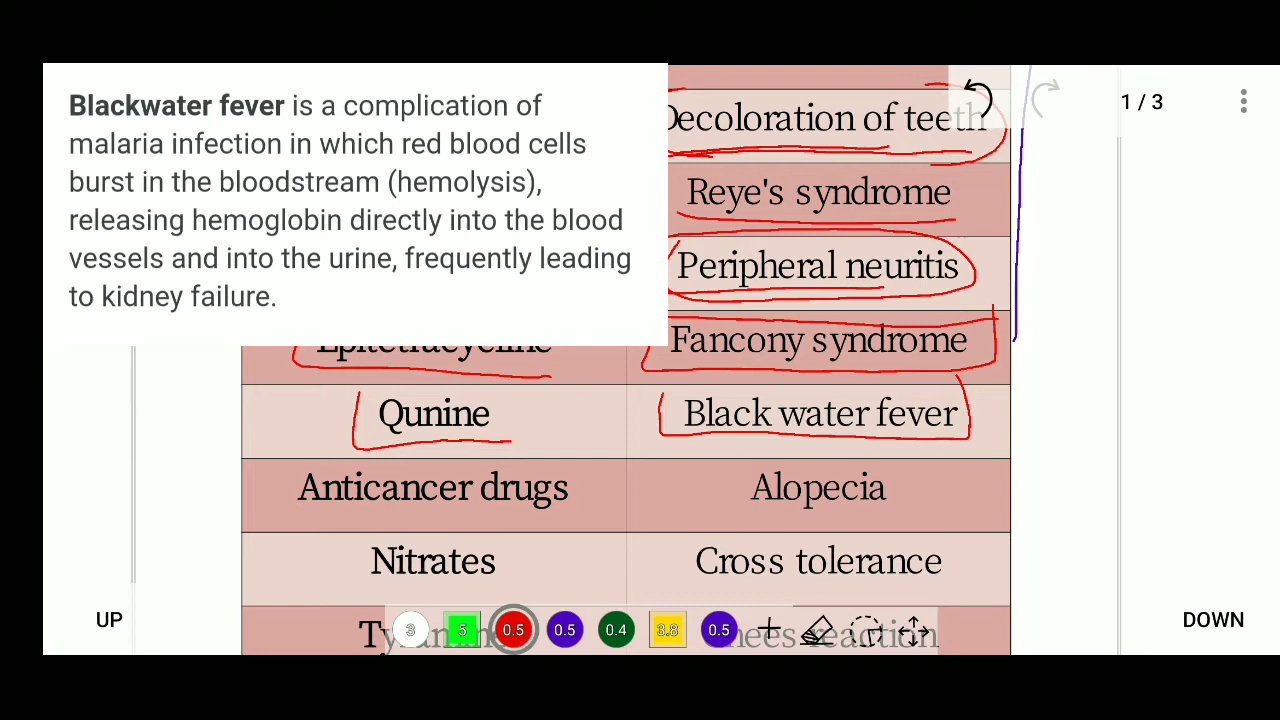 Blackwater fever is a complication of
malaria infection in which red blood cells
burst in the bloodstream (hemolysis),
releasing hemoglobin directly into the blood
vessels and into the urine, frequently leading
to kidney failure.
1 / 3
Decoloration of teeth
Reye's syndrome
Peripheral neuritis
Epitetracycline Fancony syndrome
Qunine Black water fever
Anticancer drugs Alopecia
Nitrates Cross tolerance
reaction
UP
3 5 0.5 0.5 0.4 3.8 0.5
DOWN